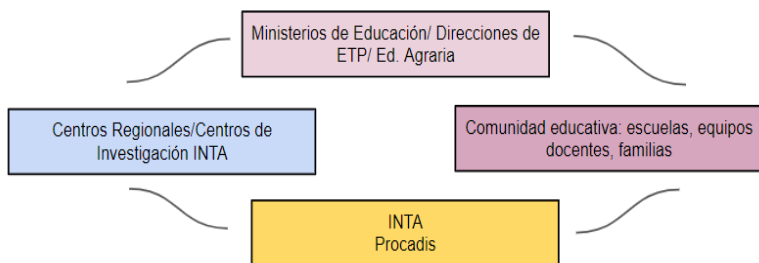 Ministerios de Educación/ Direcciones de
ETP/ Ed. Agraria
Centros Regionales/Centros de
Investigación INTA
Comunidad educativa: escuelas, equipos
docentes, familias
INTA
Procadis